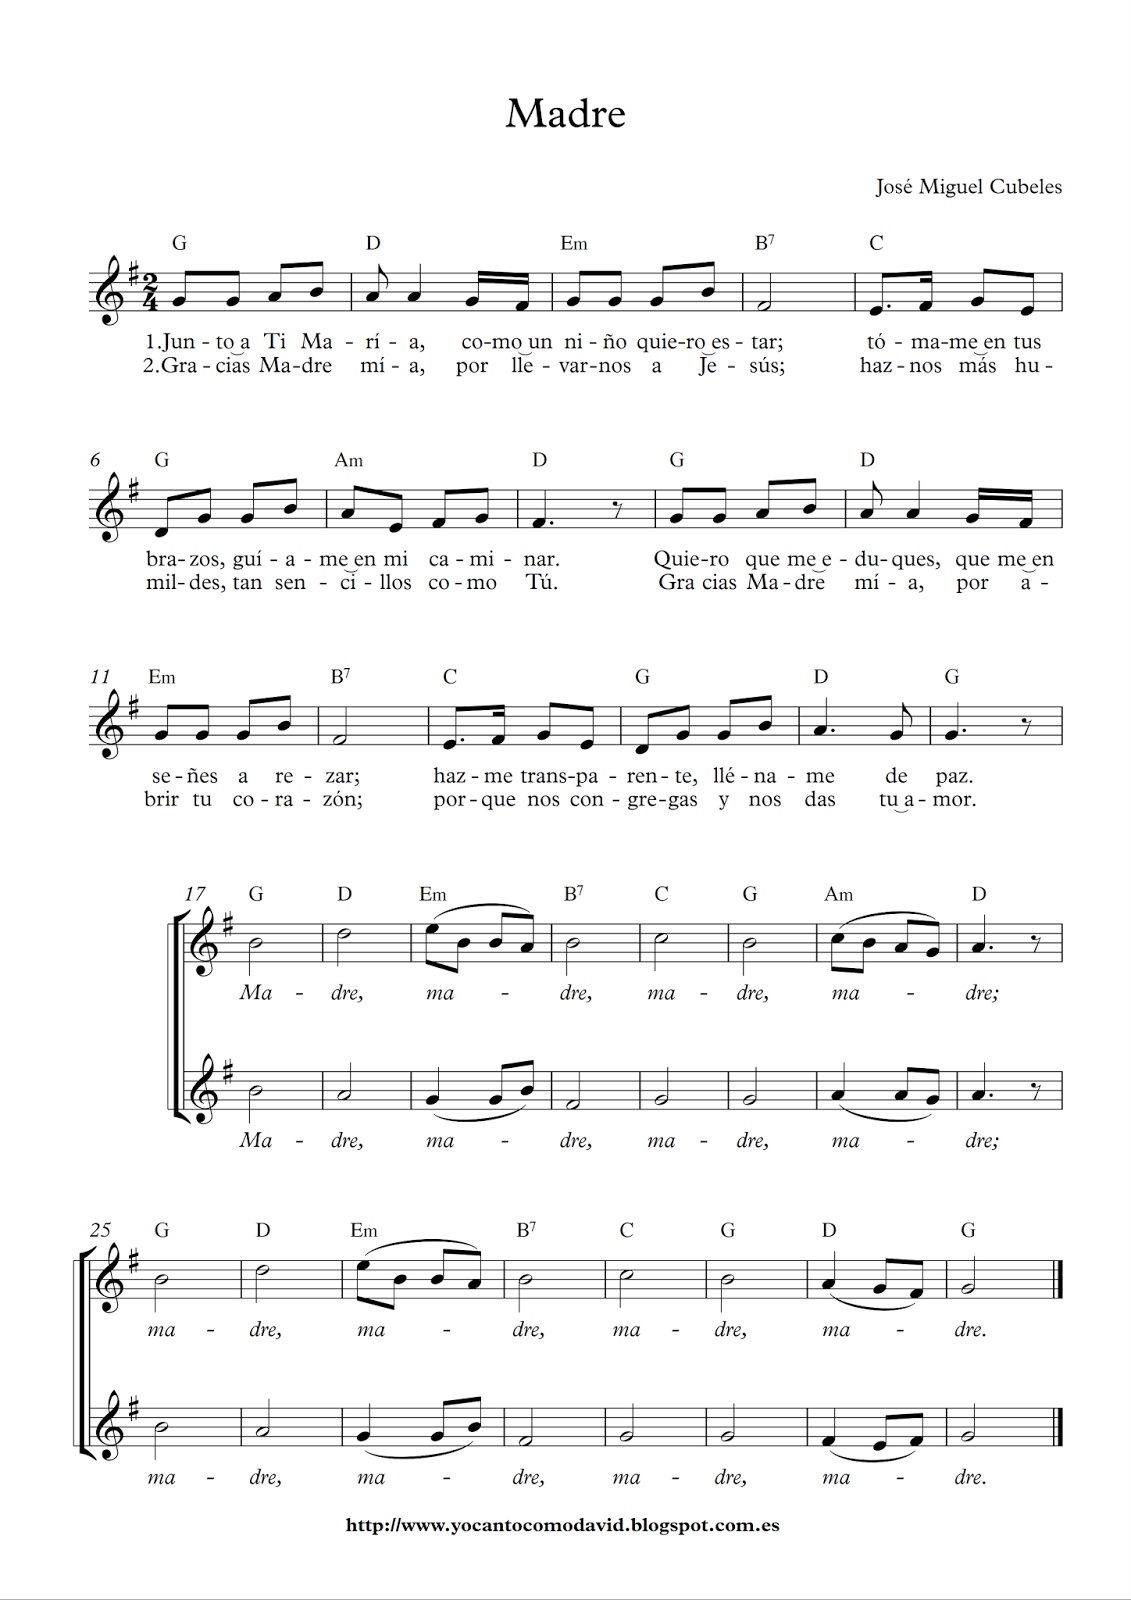 Madre
José Miguel Cubeles
G D Em B7 C
2 4
1.Jun - to a Ti Ma - rí - a, co-mo un ni - ño quie-ro es - tar; tó - ma-me en tus
2.Gra - cias Ma-dre mí - a, por lle - var-nos a Je - sús; haz - nos más hu -
6 G Am D G D
bra-zos, guí - a - me en mi ca - mi - nar. Quie-ro que me e - du - ques, que me en
mil - des, tan sen - ci - llos co - mo Tú. Gra cias Ma - dre mí - a, por a -
11 Em B7 C G D G
se - ñes a re - zar; haz - me trans-pa - ren - te, llé - na - me de paz.
brir tu co - ra - zón; por-que nos con - gre-gas y nos das tu a - mor.
17 G D Em B7 C G Am D
Ma - dre, ma - dre, ma - dre, ma - dre;
Ma - dre, ma - dre, ma - dre, ma - dre;
25 G D Em B7 C G D G
ma - dre, ma - dre, ma - dre, ma - dre.
ma - dre, ma - dre, ma - dre, ma - dre.
http://www.yocantocomodavid.blogspot.com.es